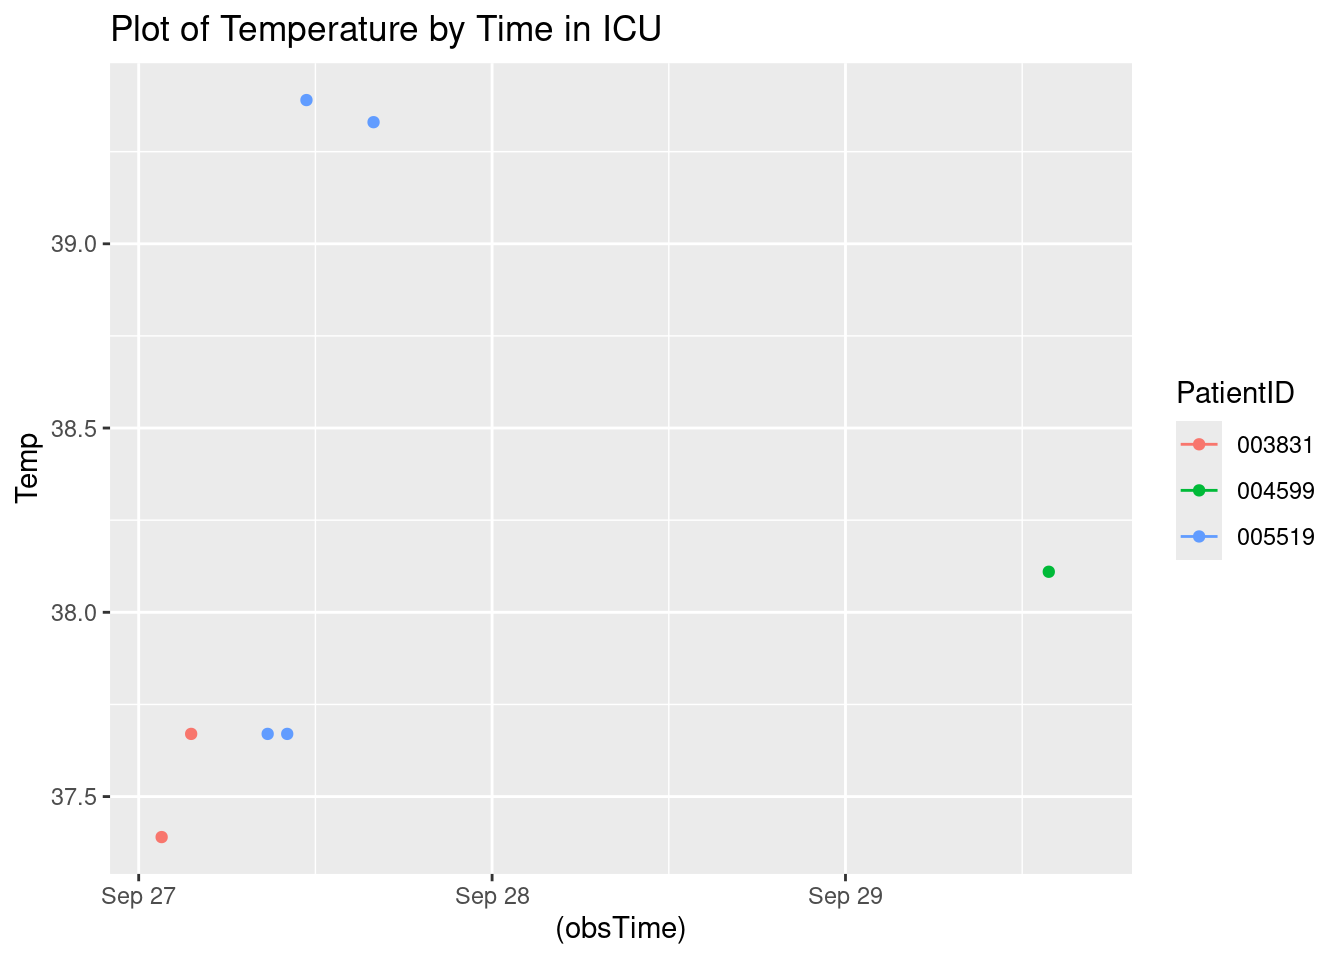 Plot of Temperature by Time in ICU
39.0
38.5
38.0
37.5
Temp
Sep 27
Sep 28
Sep 29
(obsTime)
PatientID
003831
004599
005519